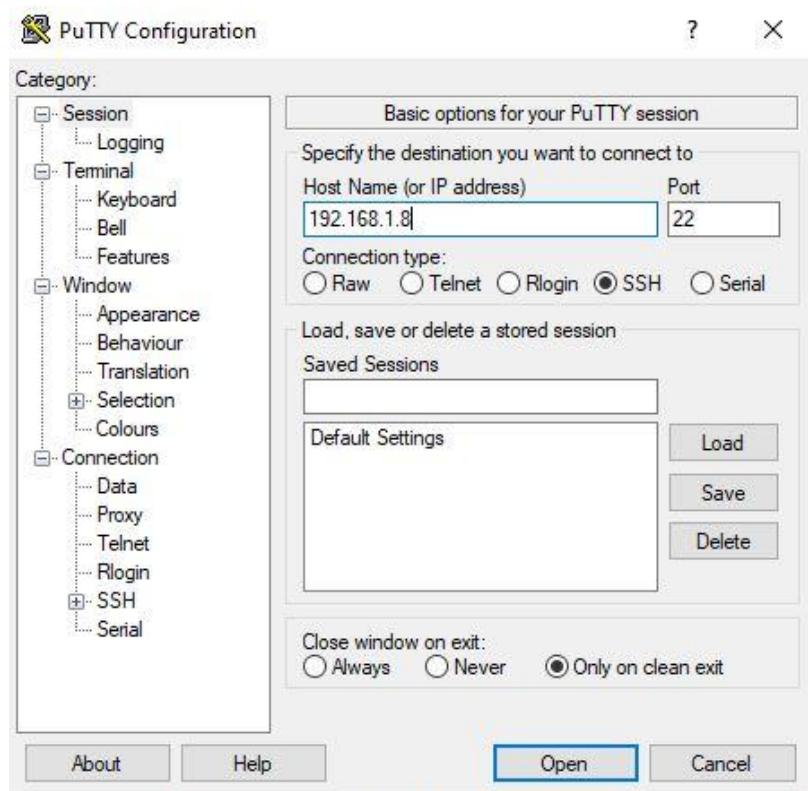 PuTTY Configuration
?
Category:
Session
Logging
Terminal
Keyboard
Bell
Features
Window
Appearance
Behaviour
Translation
Selection
Colours
Connection
Data
Proxy
Telnet
Rlogin
SSH
Serial
Basic options for your PuTTY session
Specify the destination you want to connect to
Host Name (or IP address) Port
192.168.1.8 22
Connection type:
Raw Telnet Rlogin SSH Serial
Load, save or delete a stored session
Saved Sessions
Default Settings
Load
Save
Delete
Close window on exit:
Always Never Only on clean exit
About Help Open Cancel